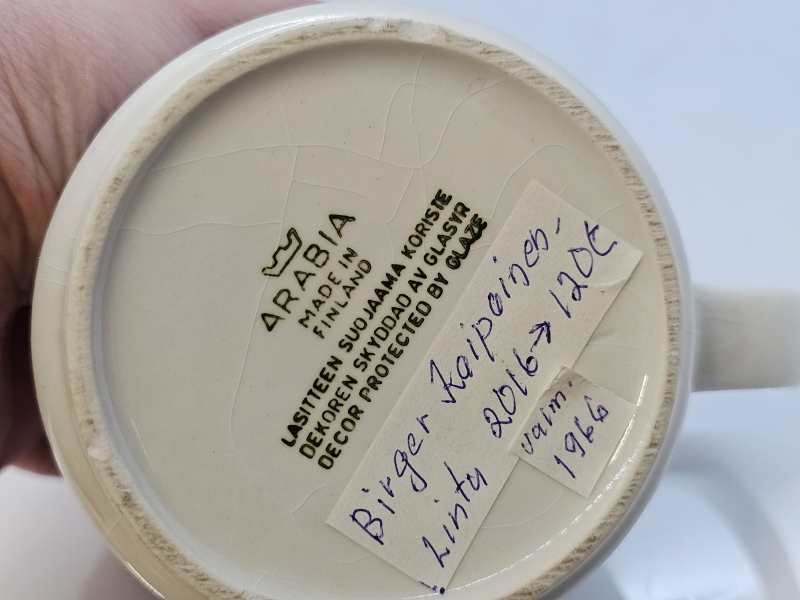 ARABIA
MADE IN
FINLAND
LASITTEEN SUOJAAMA KORISTE
DEKOREN SKYDDAD AV GLASYR
DECOR PROTECTED BY GLAZE
Birger Kaipainen-
Lintu 2016→ 120€
valm.
1966